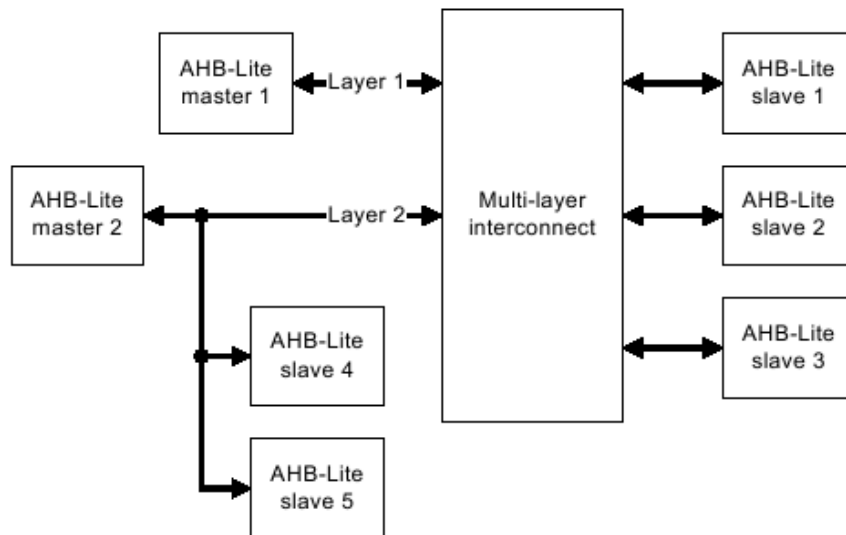 AHB-Lite
master 1
Layer 1
AHB-Lite
slave 1
AHB-Lite
master 2
Layer 2
Multi-layer
interconnect
AHB-Lite
slave 2
AHB-Lite
slave 3
AHB-Lite
slave 4
AHB-Lite
slave 5